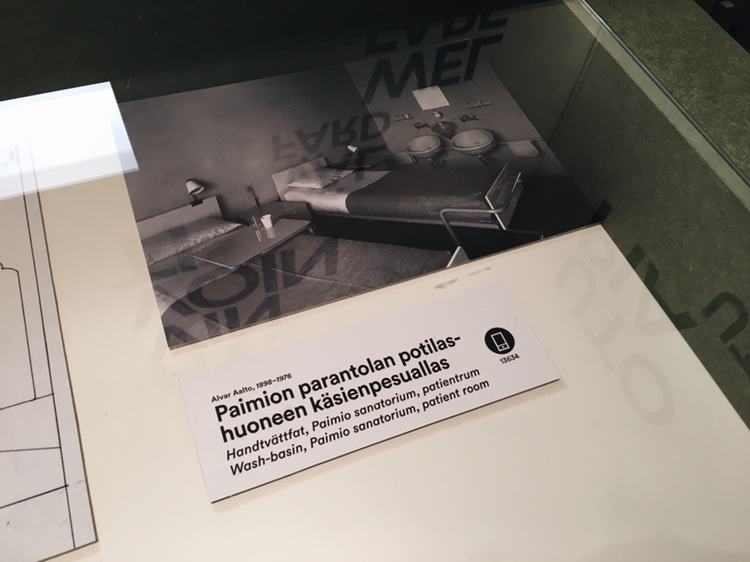 Alvar Aalto, 1898–1976
Paimion parantolan potilas-
huoneen käsienpesuallas
Handtvättfat, Paimio sanatorium, patientrum
Wash-basin, Paimio sanatorium, patient room
13634